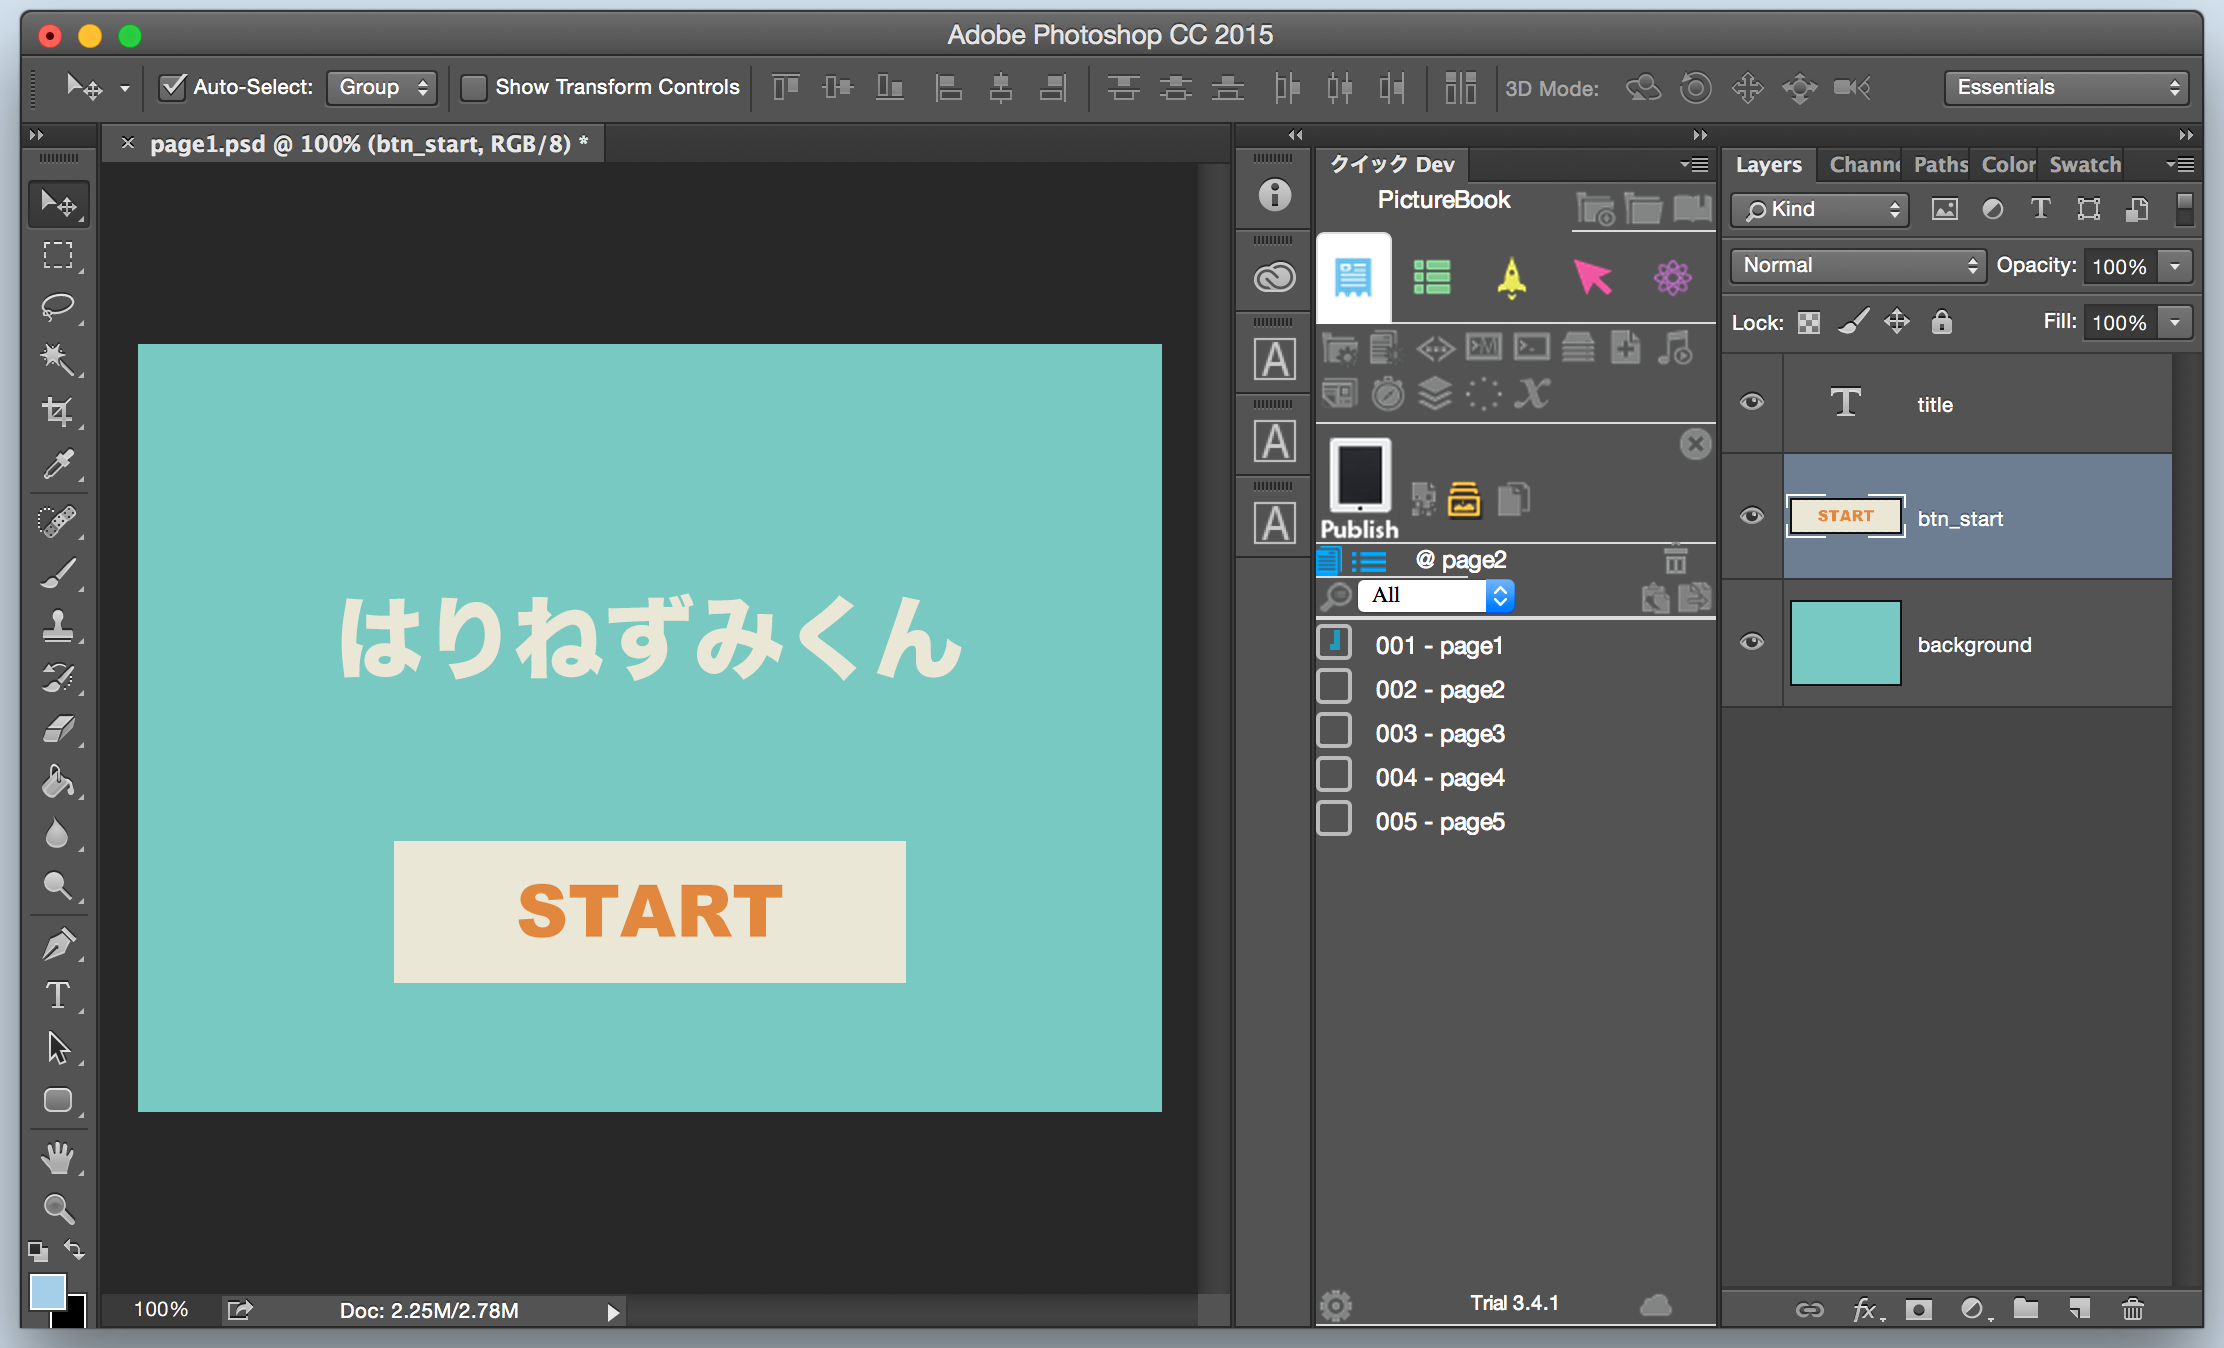 Adobe Photoshop CC 2015
Auto-Select: Group Show Transform Controls 3D Mode: Essentials
page1.psd @ 100% (btn_start, RGB/8) *
クイック Dev
PictureBook
Publish
@ page2
All
001 - page1
002 - page2
003 - page3
004 - page4
005 - page5
Trial 3.4.1
Layers Channe Paths Color Swatch
Kind
Normal Opacity: 100%
Lock: Fill: 100%
title
START btn_start
background
はりねずみくん
START
100% Doc: 2.25M/2.78M